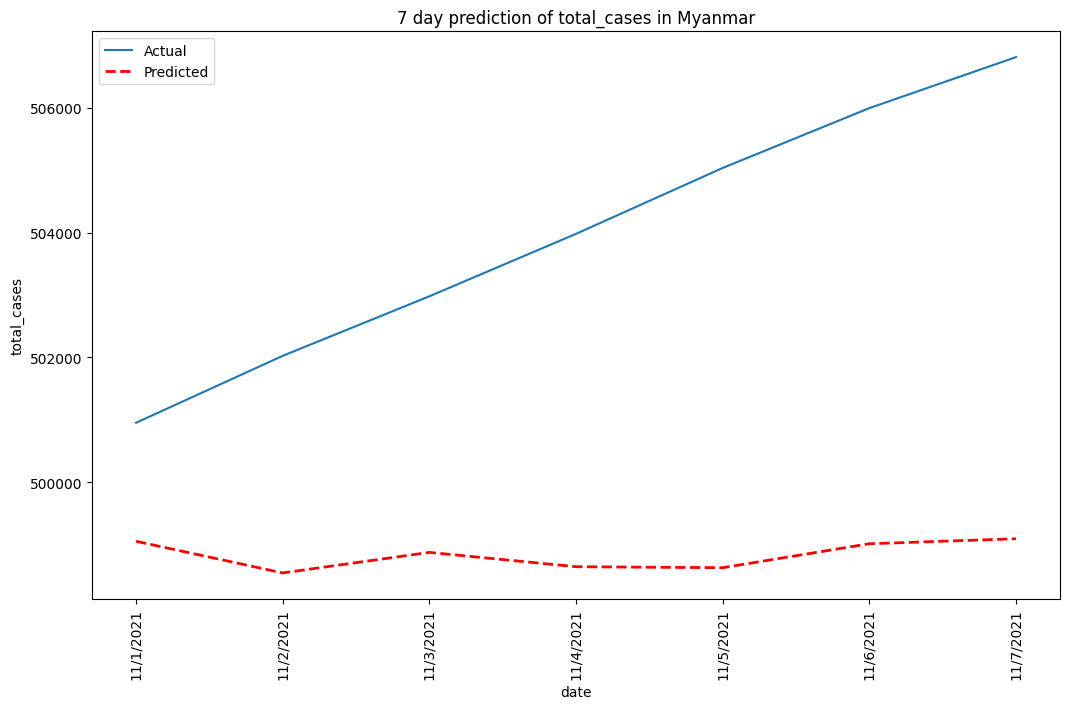 7 day prediction of total_cases in Myanmar
Actual
Predicted
506000
504000
502000
500000
total_cases
11/1/2021
11/2/2021
11/3/2021
11/4/2021
11/5/2021
11/6/2021
11/7/2021
date